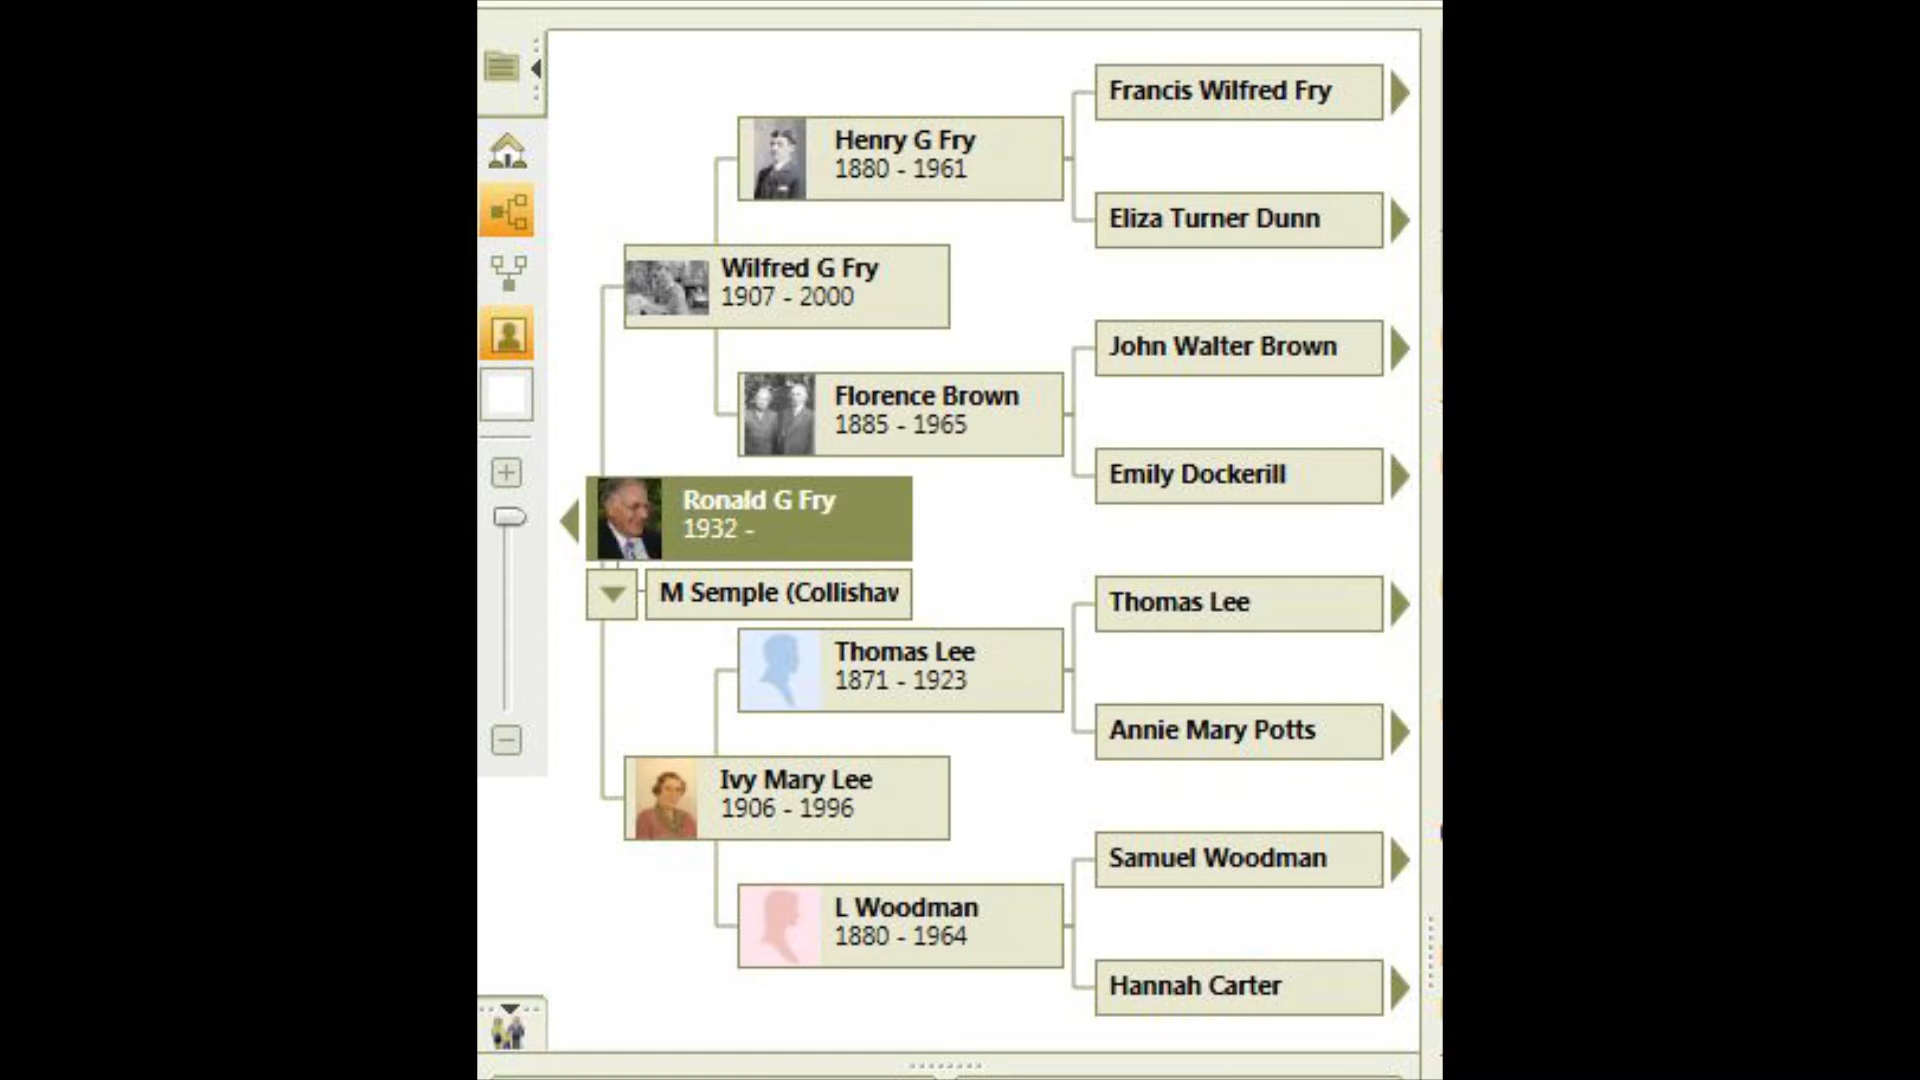 Francis Wilfred Fry
Henry G Fry
1880 - 1961
Eliza Turner Dunn
Wilfred G Fry
1907 - 2000
John Walter Brown
Florence Brown
1885 - 1965
Emily Dockerill
Ronald G Fry
1932 -
M Semple (Collishaw
Thomas Lee
Thomas Lee
1871 - 1923
Annie Mary Potts
Ivy Mary Lee
1906 - 1996
Samuel Woodman
L Woodman
1880 - 1964
Hannah Carter